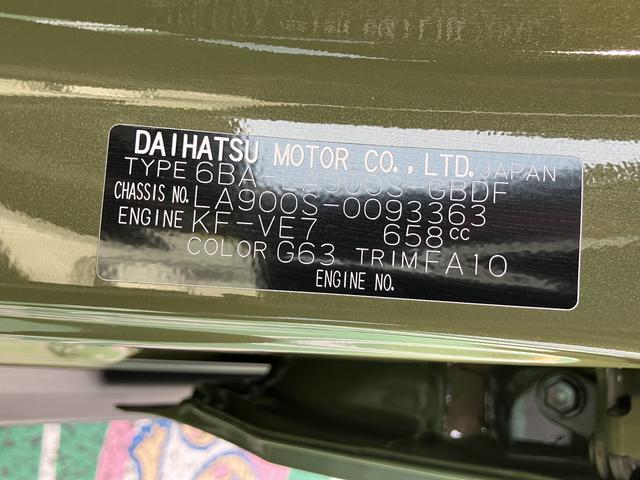 DAIHATSU MOTOR CO., LTD. JAPAN
TYPE 6BA-LA900S-GBDF
CHASSIS NO. LA900S-0093363
ENGINE KF-VE7 658cc
COLOR G63 TRIM FA10
ENGINE NO.